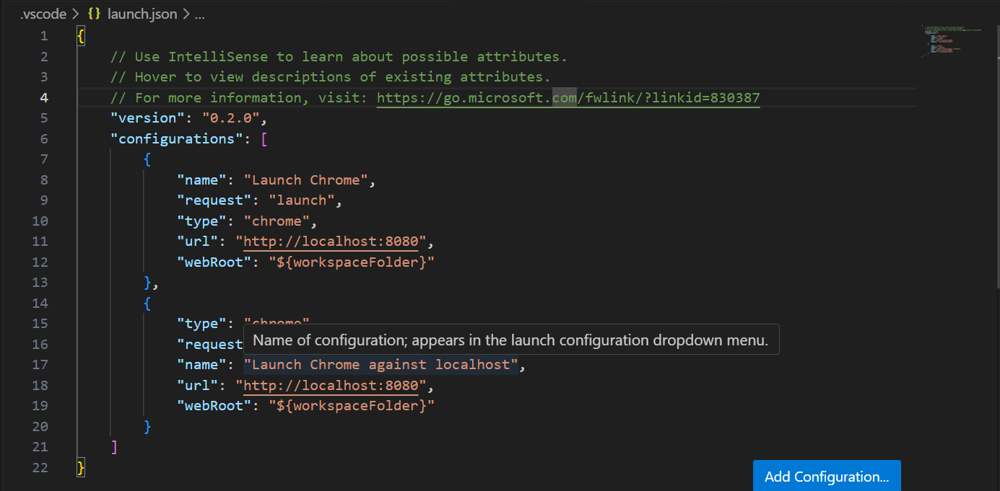 .vscode > {} launch.json > ...
1 {
2 // Use IntelliSense to learn about possible attributes.
3 // Hover to view descriptions of existing attributes.
4 // For more information, visit: https://go.microsoft.com/fwlink/?linkid=830387
5 "version": "0.2.0",
6 "configurations": [
7 {
8 "name": "Launch Chrome",
9 "request": "launch",
10 "type": "chrome",
11 "url": "http://localhost:8080",
12 "webRoot": "${workspaceFolder}"
13 },
14 {
15 "type": "chrome"
Name of configuration; appears in the launch configuration dropdown menu.
16 "request
17 "name": "Launch Chrome against localhost",
18 "url": "http://localhost:8080",
19 "webRoot": "${workspaceFolder}"
20 }
21 ]
22 }
Add Configuration...